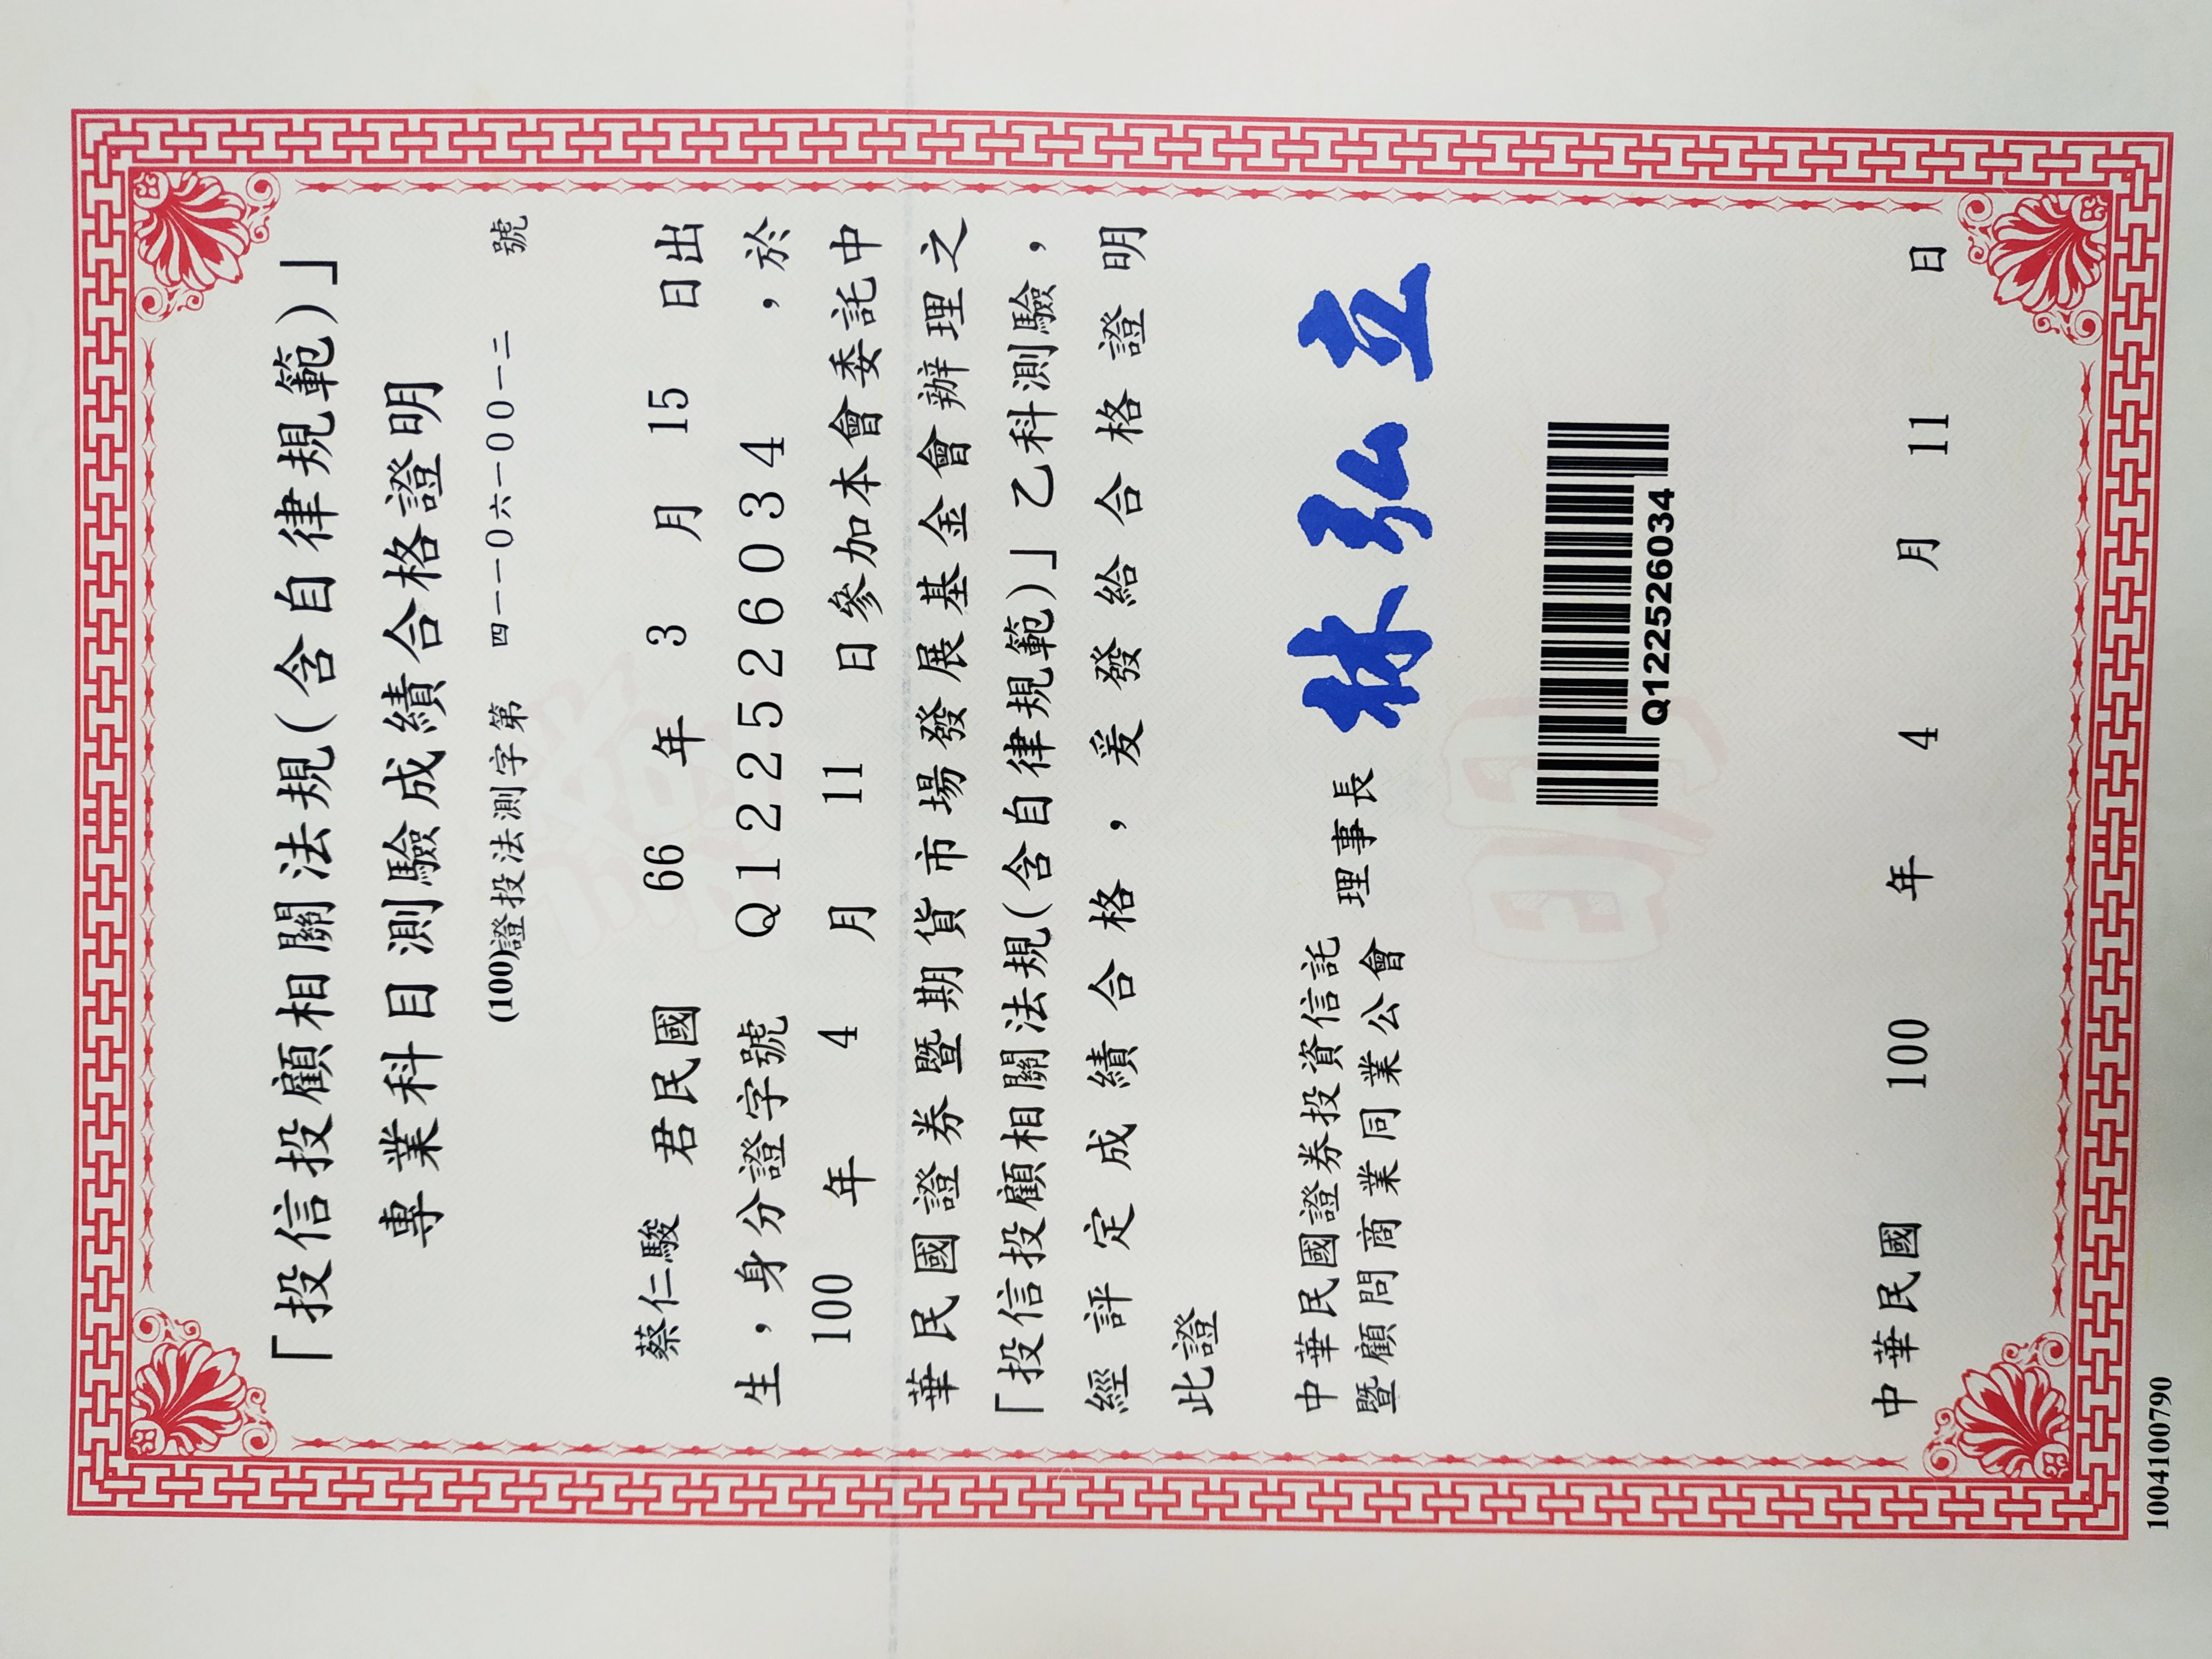 「投信投顧相關法規(含自律規範)」
專業科目測驗成績合格證明
(100)證投法測字第 四一一０六一００一二 號
蔡仁駿 君民國 66 年 3 月 15 日出
生，身分證字號 Q122526034 ，於
100 年 4 月 11 日參加本會委託中
華民國證券暨期貨市場發展基金會辦理之
「投信投顧相關法規(含自律規範)」乙科測驗，
經評定成績合格，爰發給合格證明
此證
中華民國證券投資信託
暨顧問商業同業公會 理事長 林弘立
Q122526034
中華民國 100 年 4 月 11 日
1004100790
證
明